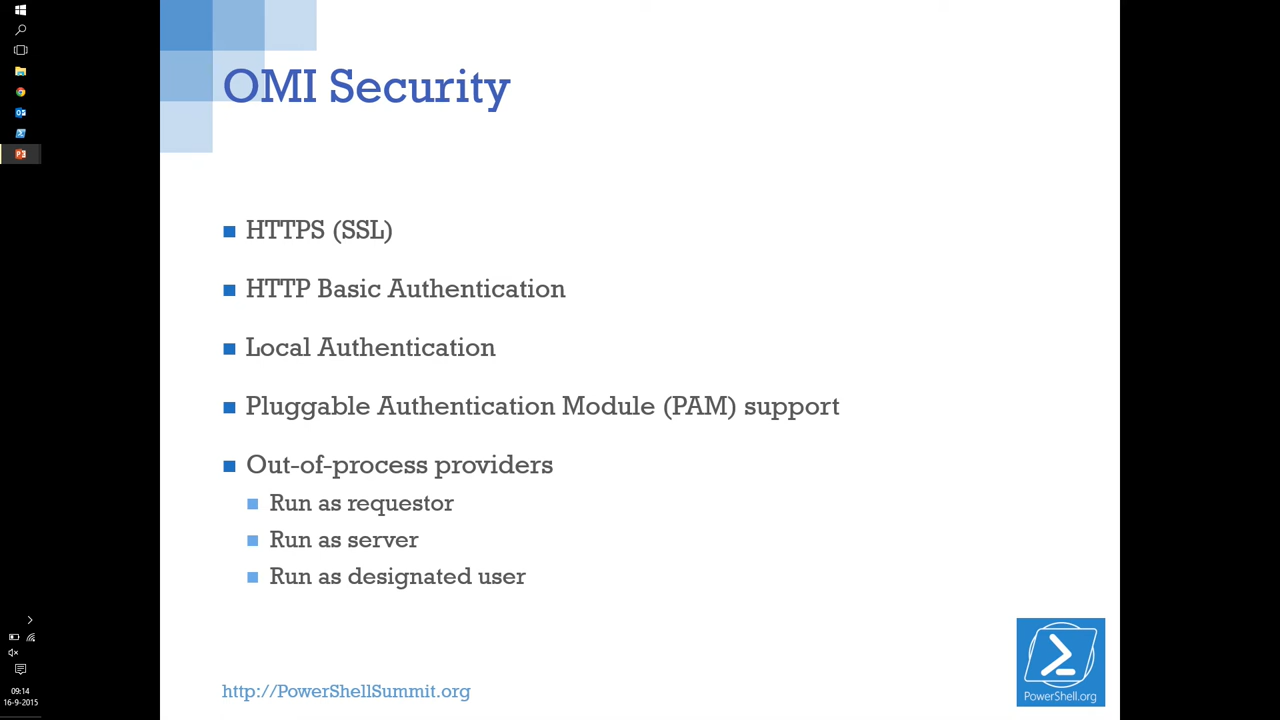 OMI Security
HTTPS (SSL)
HTTP Basic Authentication
Local Authentication
Pluggable Authentication Module (PAM) support
Out-of-process providers
Run as requestor
Run as server
Run as designated user
http://PowerShellSummit.org
PowerShell.org
09:14
16-9-2015